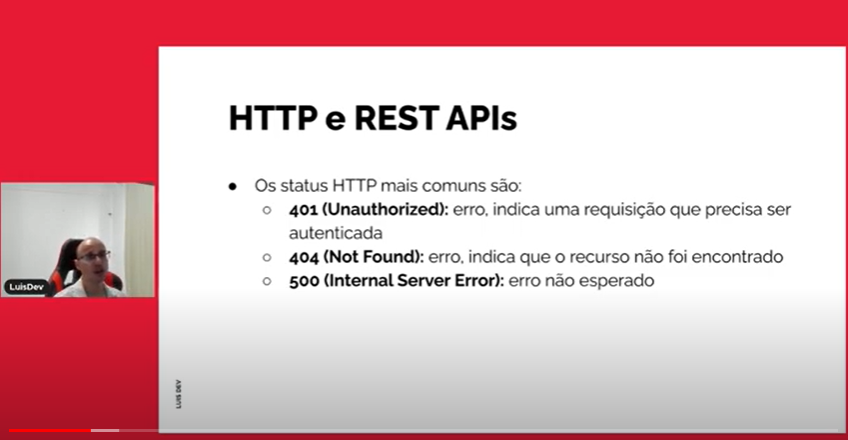 HTTP e REST APIs
● Os status HTTP mais comuns são:
○ 401 (Unauthorized): erro, indica uma requisição que precisa ser
autenticada
○ 404 (Not Found): erro, indica que o recurso não foi encontrado
○ 500 (Internal Server Error): erro não esperado
LuisDev
LUIS DEV